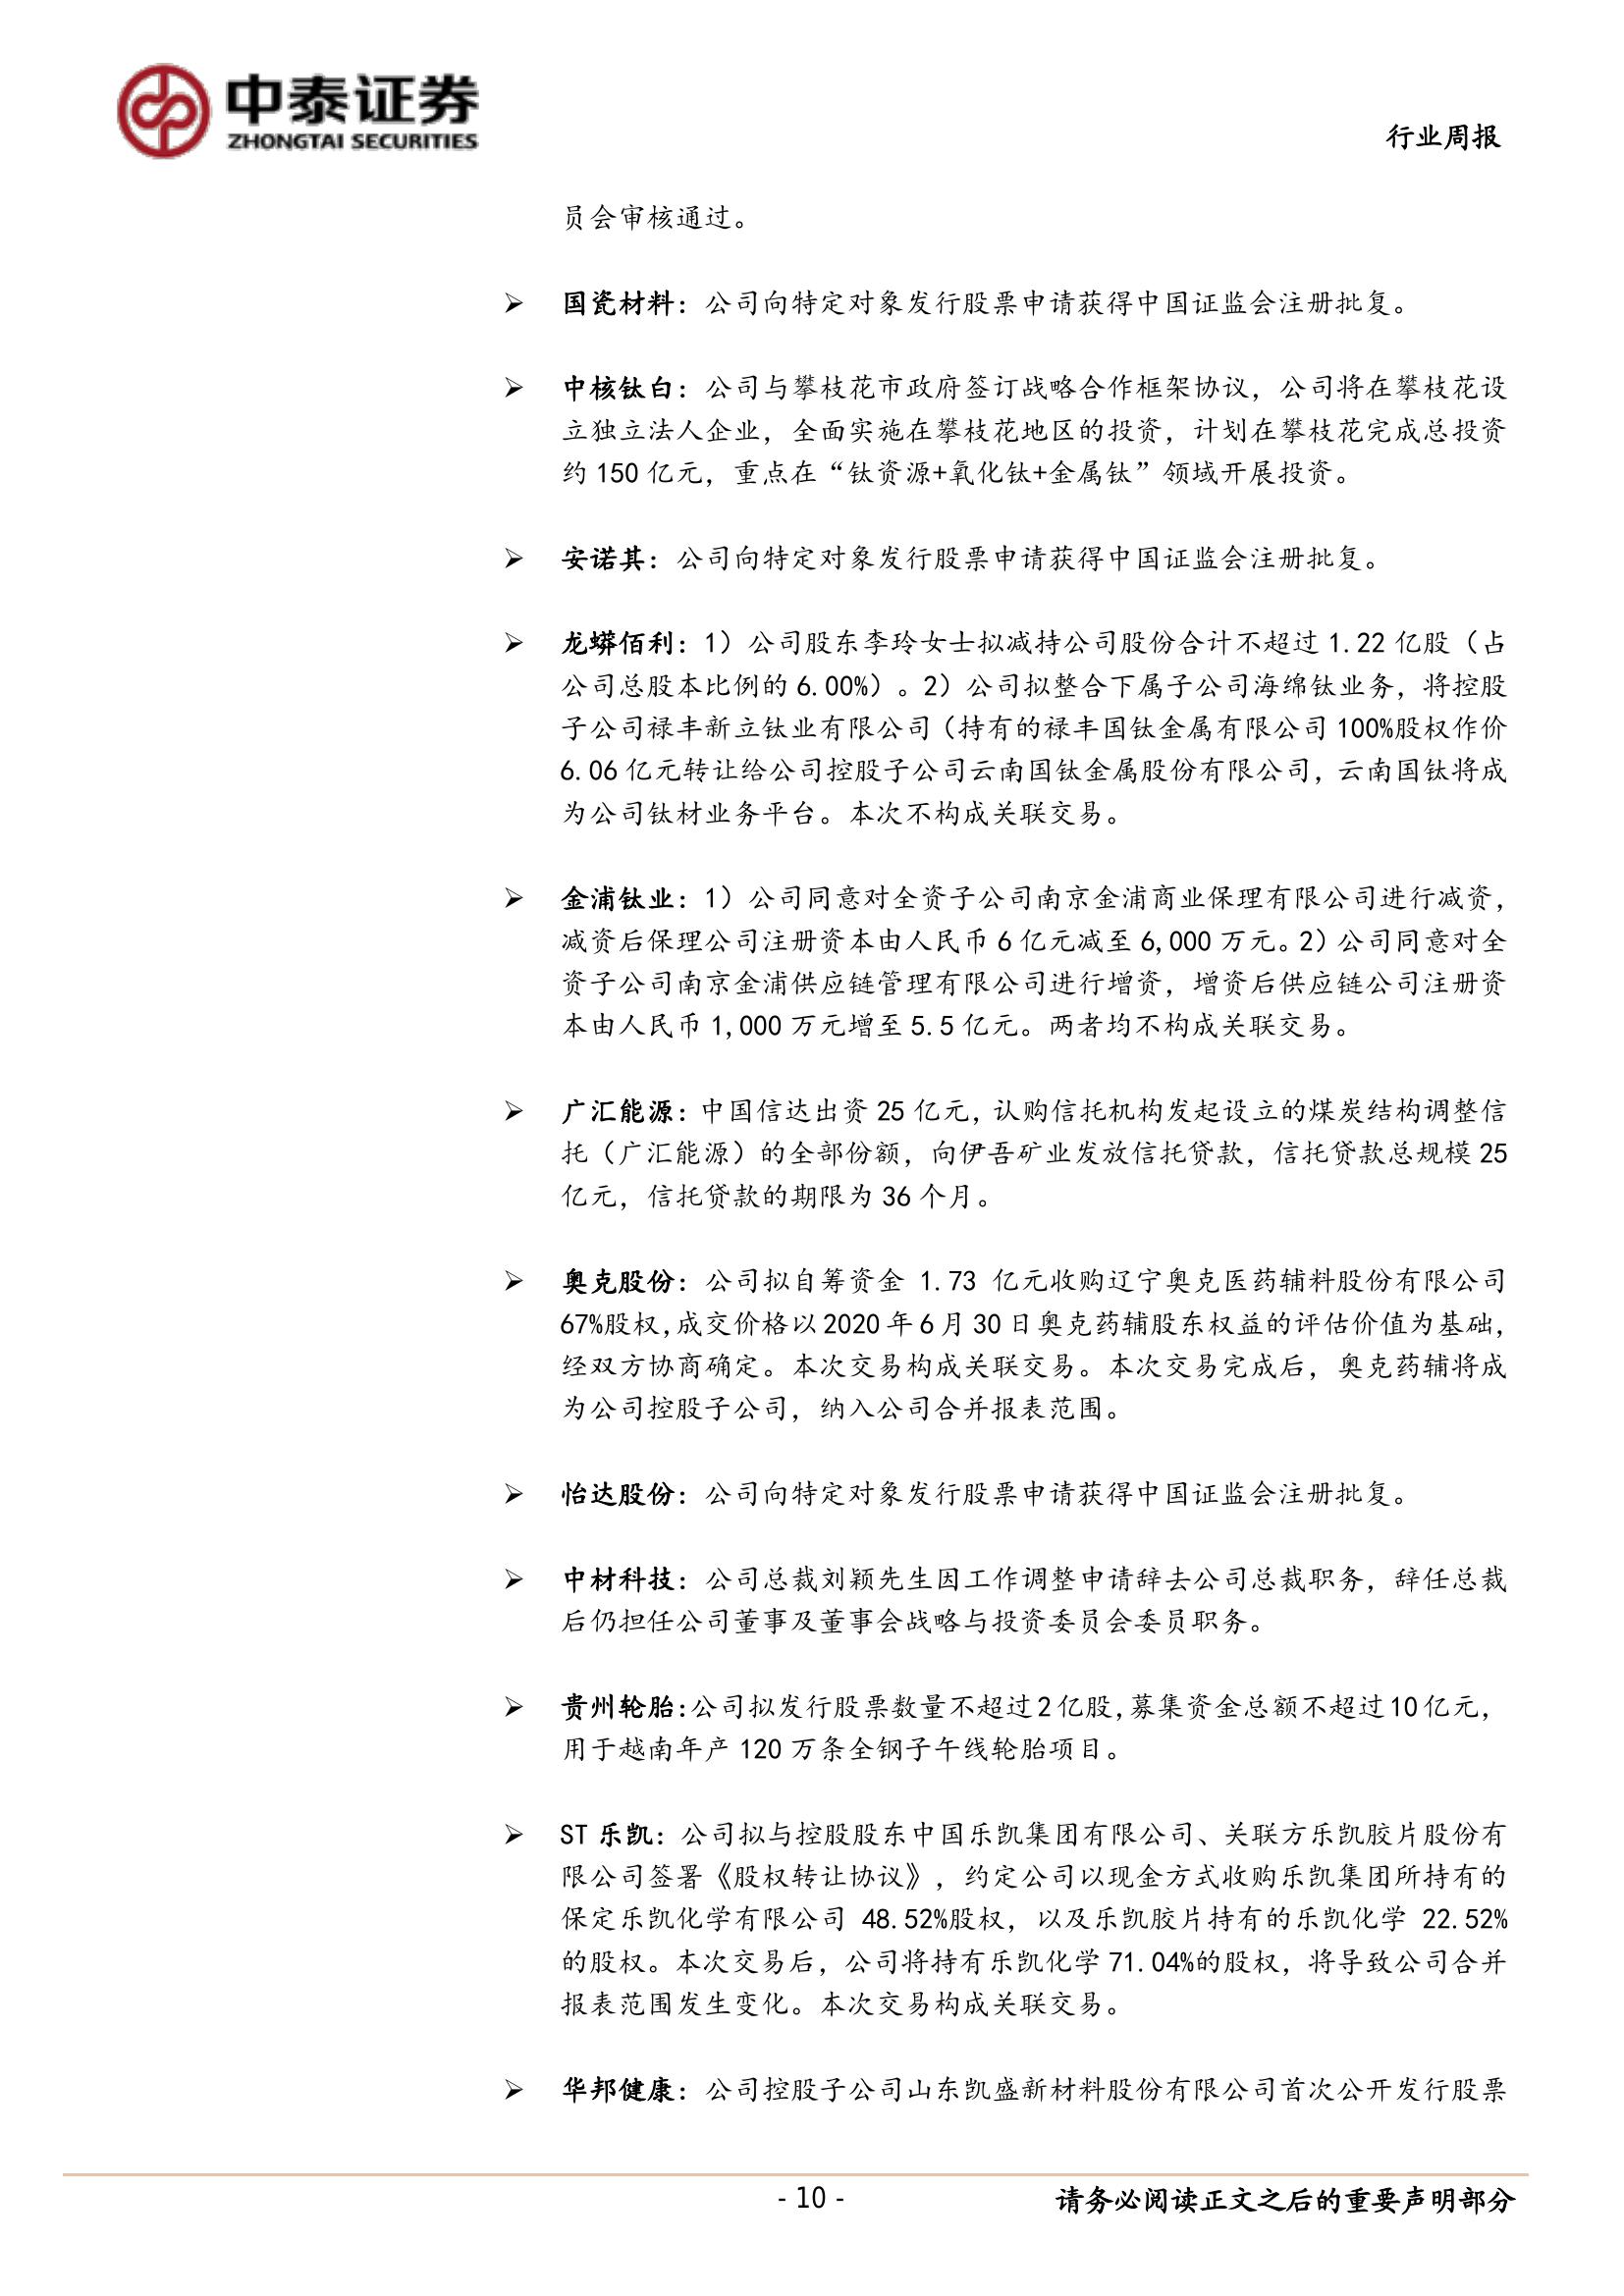 中泰证券
ZHONGTAI SECURITIES
行业周报
员会审核通过。
➢ 国瓷材料：公司向特定对象发行股票申请获得中国证监会注册批复。
➢ 中核钛白：公司与攀枝花市政府签订战略合作框架协议，公司将在攀枝花设
立独立法人企业，全面实施在攀枝花地区的投资，计划在攀枝花完成总投资
约 150 亿元，重点在“钛资源+氧化钛+金属钛”领域开展投资。
➢ 安诺其：公司向特定对象发行股票申请获得中国证监会注册批复。
➢ 龙蟒佰利：1）公司股东李玲女士拟减持公司股份合计不超过 1.22 亿股（占
公司总股本比例的 6.00%）。2）公司拟整合下属子公司海绵钛业务，将控股
子公司禄丰新立钛业有限公司（持有的禄丰国钛金属有限公司 100%股权作价
6.06 亿元转让给公司控股子公司云南国钛金属股份有限公司，云南国钛将成
为公司钛材业务平台。本次不构成关联交易。
➢ 金浦钛业：1）公司同意对全资子公司南京金浦商业保理有限公司进行减资，
减资后保理公司注册资本由人民币 6 亿元减至 6,000 万元。2）公司同意对全
资子公司南京金浦供应链管理有限公司进行增资，增资后供应链公司注册资
本由人民币 1,000 万元增至 5.5 亿元。两者均不构成关联交易。
➢ 广汇能源：中国信达出资 25 亿元，认购信托机构发起设立的煤炭结构调整信
托（广汇能源）的全部份额，向伊吾矿业发放信托贷款，信托贷款总规模 25
亿元，信托贷款的期限为 36 个月。
➢ 奥克股份：公司拟自筹资金 1.73 亿元收购辽宁奥克医药辅料股份有限公司
67%股权，成交价格以 2020 年 6 月 30 日奥克药辅股东权益的评估价值为基础，
经双方协商确定。本次交易构成关联交易。本次交易完成后，奥克药辅将成
为公司控股子公司，纳入公司合并报表范围。
➢ 怡达股份：公司向特定对象发行股票申请获得中国证监会注册批复。
➢ 中材科技：公司总裁刘颖先生因工作调整申请辞去公司总裁职务，辞任总裁
后仍担任公司董事及董事会战略与投资委员会委员职务。
➢ 贵州轮胎：公司拟发行股票数量不超过 2 亿股，募集资金总额不超过 10 亿元，
用于越南年产 120 万条全钢子午线轮胎项目。
➢ ST 乐凯：公司拟与控股股东中国乐凯集团有限公司、关联方乐凯胶片股份有
限公司签署《股权转让协议》，约定公司以现金方式收购乐凯集团所持有的
保定乐凯化学有限公司 48.52%股权，以及乐凯胶片持有的乐凯化学 22.52%
的股权。本次交易后，公司将持有乐凯化学 71.04%的股权，将导致公司合并
报表范围发生变化。本次交易构成关联交易。
➢ 华邦健康：公司控股子公司山东凯盛新材料股份有限公司首次公开发行股票
- 10 -
请务必阅读正文之后的重要声明部分